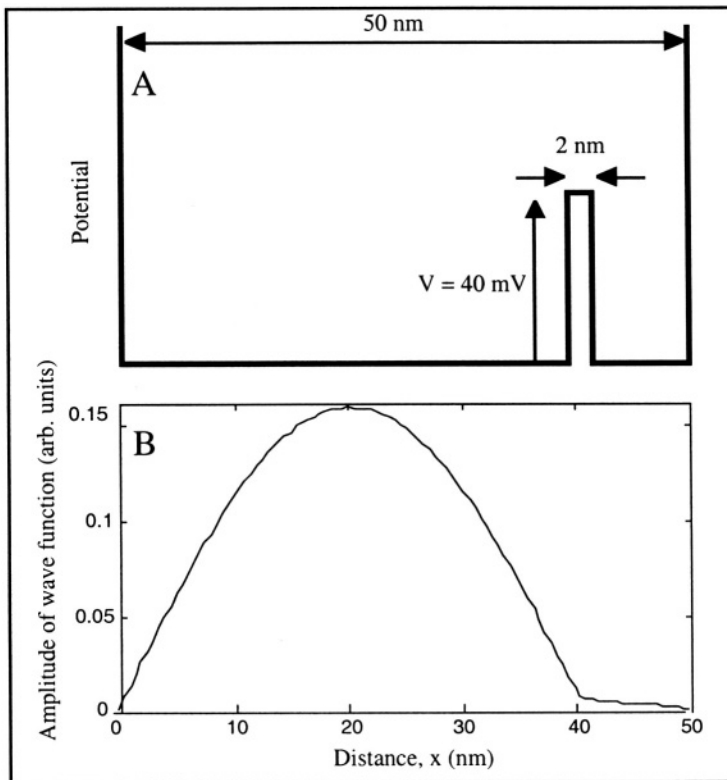 50 nm
A
2 nm
Potential
V = 40 mV
B
Amplitude of wave function (arb. units)
0.15
0.1
0.05
0
0 10 20 30 40 50
Distance, x (nm)